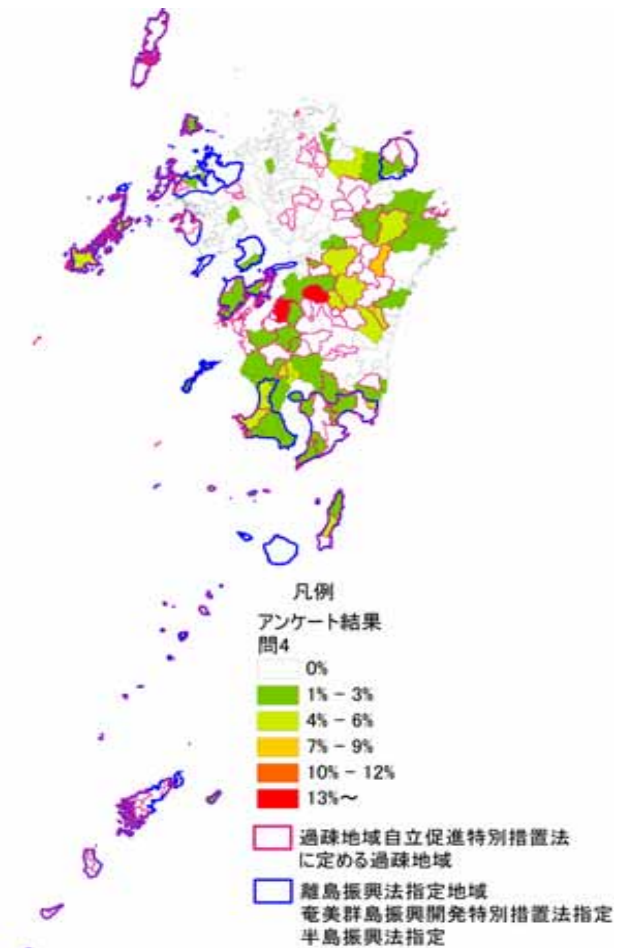 凡例
アンケート結果
問4
0%
1% - 3%
4% - 6%
7% - 9%
10% - 12%
13%~
過疎地域自立促進特別措置法
に定める過疎地域
離島振興法指定地域
奄美群島振興開発特別措置法指定
半島振興法指定